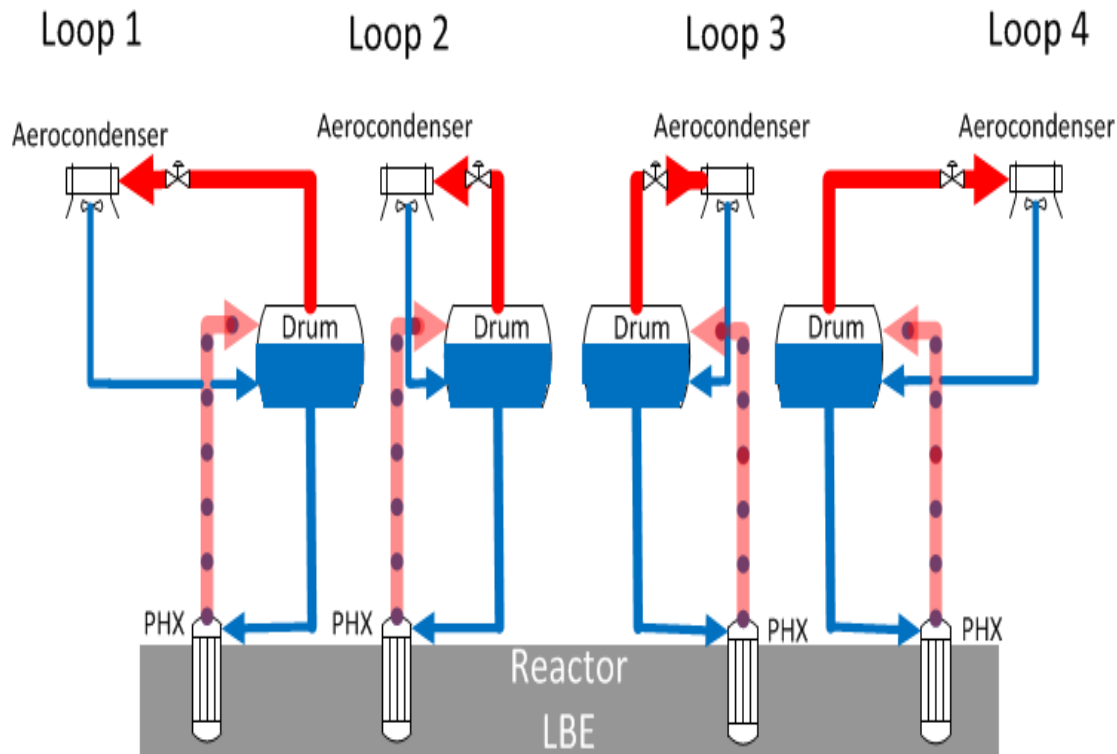 Loop 1
Loop 2
Loop 3
Loop 4
Aerocondenser
Aerocondenser
Aerocondenser
Aerocondenser
Drum
Drum
Drum
Drum
PHX
PHX
PHX
PHX
Reactor
LBE